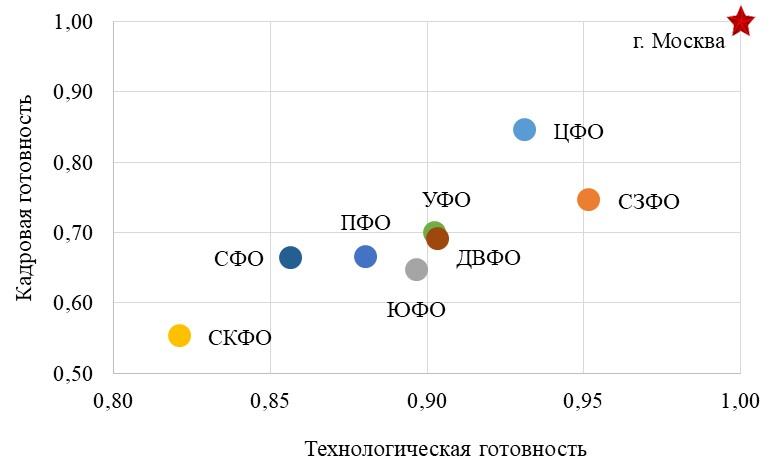 1,00
г. Москва
0,90
ЦФО
0,80
УФО
СЗФО
ПФО
0,70
СФО
ДВФО
0,60
ЮФО
СКФО
0,50
Кадровая готовность
0,80 0,85 0,90 0,95 1,00
Технологическая готовность